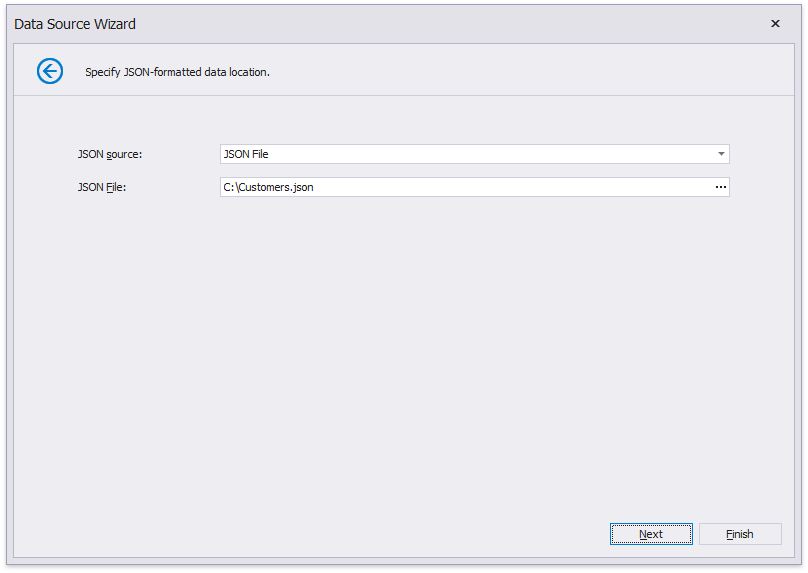 Data Source Wizard
Specify JSON-formatted data location.
JSON source: JSON File
JSON File: C:\Customers.json ...
Next Finish